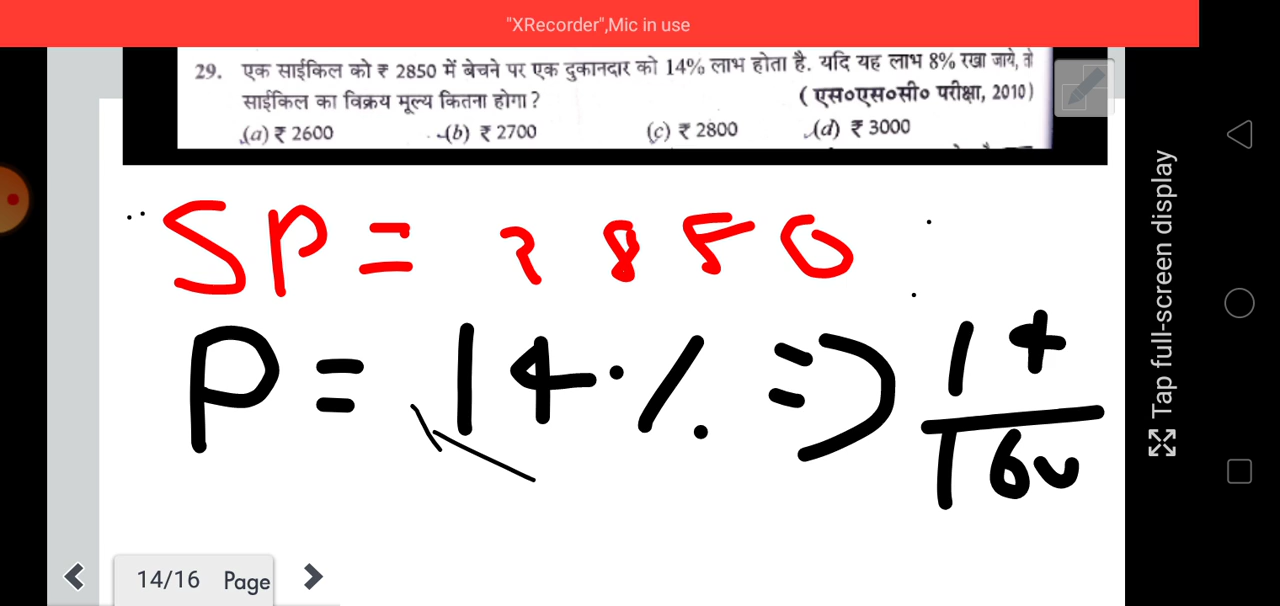 "XRecorder",Mic in use
29. एक साईकिल को ₹ 2850 में बेचने पर एक दुकानदार को 14% लाभ होता है. यदि यह लाभ 8% रखा जाये, तो
साईकिल का विक्रय मूल्य कितना होगा ? ( एस०एस०सी० परीक्षा, 2010 )
(a) ₹ 2600 (b) ₹ 2700 (c) ₹ 2800 (d) ₹ 3000
SP = 2850
P = 14% => 14/100
Tap full-screen display
14/16 Page